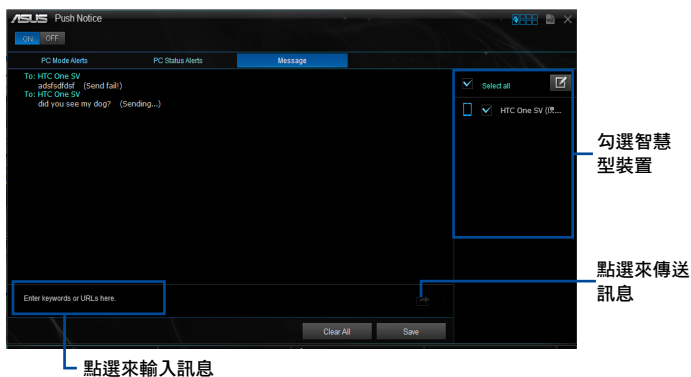 ASUS Push Notice
ON OFF
PC Mode Alerts PC Status Alerts Message
To: HTC One SV
adsfsdfdsf (Send fail!)
To: HTC One SV
did you see my dog? (Sending...)
Select all
HTC One SV
勾選智慧
型裝置
點選來傳送
訊息
Enter keywords or URLs here.
Clear All Save
點選來輸入訊息